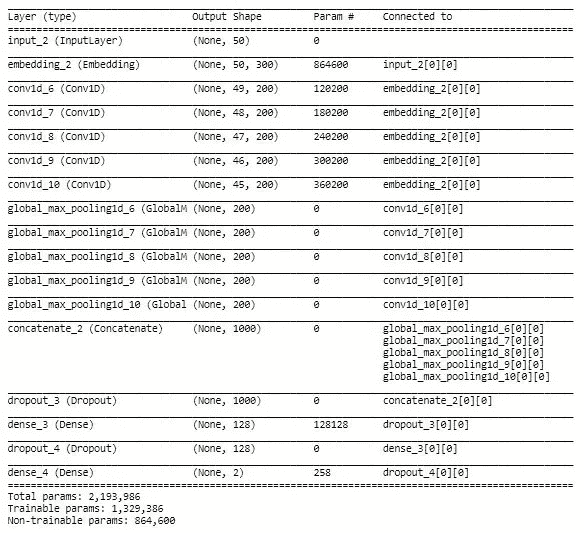 Layer (type) Output Shape Param # Connected to
input_2 (InputLayer) (None, 50) 0
embedding_2 (Embedding) (None, 50, 300) 864600 input_2[0][0]
conv1d_6 (Conv1D) (None, 49, 200) 120200 embedding_2[0][0]
conv1d_7 (Conv1D) (None, 48, 200) 180200 embedding_2[0][0]
conv1d_8 (Conv1D) (None, 47, 200) 240200 embedding_2[0][0]
conv1d_9 (Conv1D) (None, 46, 200) 300200 embedding_2[0][0]
conv1d_10 (Conv1D) (None, 45, 200) 360200 embedding_2[0][0]
global_max_pooling1d_6 (GlobalM (None, 200) 0 conv1d_6[0][0]
global_max_pooling1d_7 (GlobalM (None, 200) 0 conv1d_7[0][0]
global_max_pooling1d_8 (GlobalM (None, 200) 0 conv1d_8[0][0]
global_max_pooling1d_9 (GlobalM (None, 200) 0 conv1d_9[0][0]
global_max_pooling1d_10 (Global (None, 200) 0 conv1d_10[0][0]
concatenate_2 (Concatenate) (None, 1000) 0 global_max_pooling1d_6[0][0]
global_max_pooling1d_7[0][0]
global_max_pooling1d_8[0][0]
global_max_pooling1d_9[0][0]
global_max_pooling1d_10[0][0]
dropout_3 (Dropout) (None, 1000) 0 concatenate_2[0][0]
dense_3 (Dense) (None, 128) 128128 dropout_3[0][0]
dropout_4 (Dropout) (None, 128) 0 dense_3[0][0]
dense_4 (Dense) (None, 2) 258 dropout_4[0][0]
Total params: 2,193,986
Trainable params: 1,329,386
Non-trainable params: 864,600